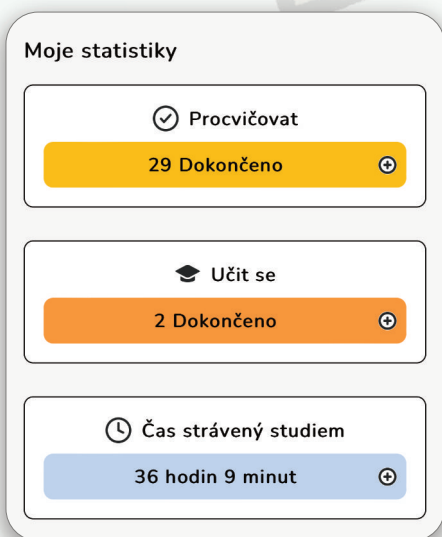 Moje statistiky
Procvičovat
29 Dokončeno
Učit se
2 Dokončeno
Čas strávený studiem
36 hodin 9 minut